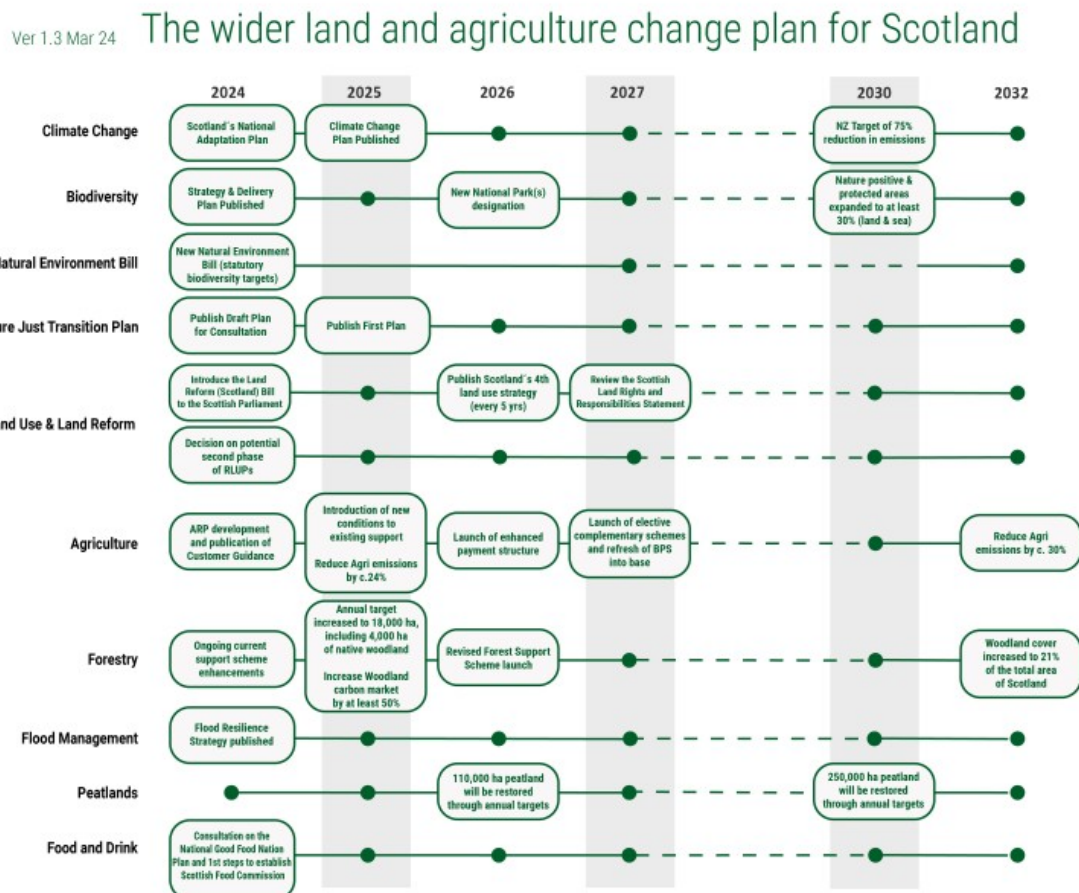 Ver 1.3 Mar 24
The wider land and agriculture change plan for Scotland
2024
2025
2026
2027
2030
2032
Climate Change
Scotland´s National
Adaptation Plan
Climate Change
Plan Published
NZ Target of 75%
reduction in emissions
Biodiversity
Strategy & Delivery
Plan Published
New National Park(s)
designation
Nature positive &
protected areas
expanded to at least
30% (land & sea)
Natural Environment Bill
New Natural Environment
Bill (statutory
biodiversity targets)
ure Just Transition Plan
Publish Draft Plan
for Consultation
Publish First Plan
nd Use & Land Reform
Introduce the Land
Reform (Scotland) Bill
to the Scottish Parliament
Publish Scotland´s 4th
land use strategy
(every 5 yrs)
Review the Scottish
Land Rights and
Responsibilities Statement
Decision on potential
second phase
of RLUPs
Agriculture
ARP development
and publication of
Customer Guidance
Introduction of new
conditions to
existing support
Reduce Agri emissions
by c.24%
Launch of enhanced
payment structure
Launch of elective
complementary schemes
and refresh of BPS
into base
Reduce Agri
emissions by c. 30%
Forestry
Ongoing current
support scheme
enhancements
Annual target
increased to 18,000 ha,
including 4,000 ha
of native woodland
Increase Woodland
carbon market
by at least 50%
Revised Forest Support
Scheme launch
Woodland cover
increased to 21%
of the total area
of Scotland
Flood Management
Flood Resilience
Strategy published
Peatlands
110,000 ha peatland
will be restored
through annual targets
250,000 ha peatland
will be restored
through annual targets
Food and Drink
Consultation on the
National Good Food Nation
Plan and 1st steps to establish
Scottish Food Commission